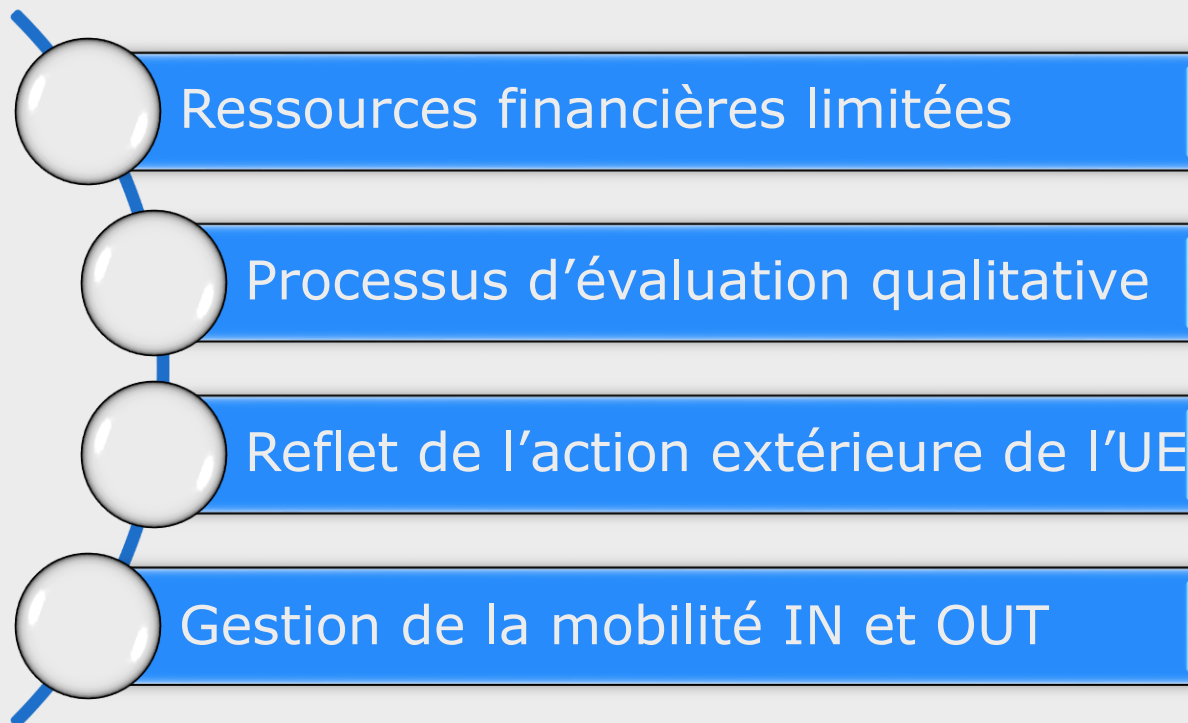 Ressources financières limitées
Processus d’évaluation qualitative
Reflet de l’action extérieure de l’UE
Gestion de la mobilité IN et OUT